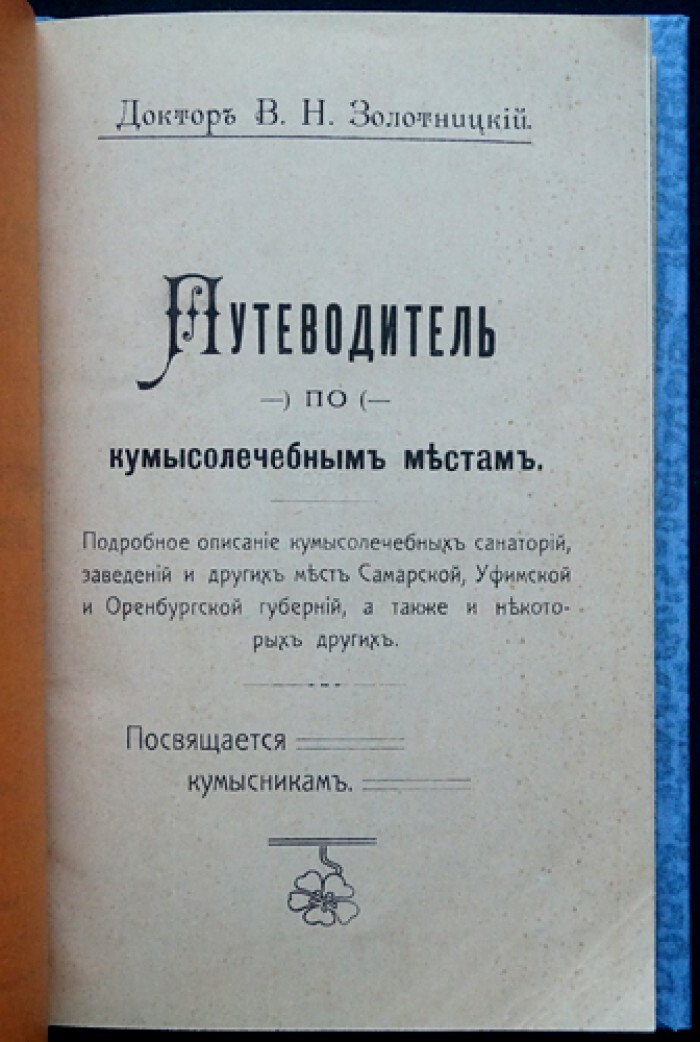 Докторъ В. Н. Золотницкій.
Путеводитель
—) ПО (—
кумысолечебнымъ мѣстамъ.
Подробное описаніе кумысолечебныхъ санаторій,
заведеній и другихъ мѣстъ Самарской, Уфимской
и Оренбургской губерній, а также и нѣкото-
рыхъ другихъ.
Посвящается
кумысникамъ.